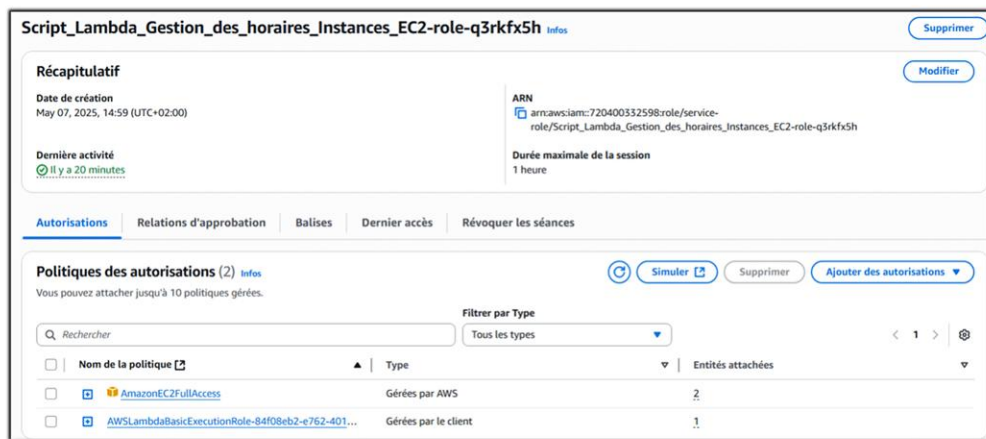 Script_Lambda_Gestion_des_horaires_Instances_EC2-role-q3rkfx5h Infos
Supprimer
Récapitulatif
Modifier
Date de création
May 07, 2025, 14:59 (UTC+02:00)
ARN
arn:aws:iam::720400332598:role/service-
role/Script_Lambda_Gestion_des_horaires_Instances_EC2-role-q3rkfx5h
Dernière activité
Il y a 20 minutes
Durée maximale de la session
1 heure
Autorisations
Relations d'approbation
Balises
Dernier accès
Révoquer les séances
Politiques des autorisations (2) Infos
Simuler
Supprimer
Ajouter des autorisations
Vous pouvez attacher jusqu'à 10 politiques gérées.
Filtrer par Type
Rechercher
Tous les types
1
Nom de la politique
Type
Entités attachées
AmazonEC2FullAccess
Gérées par AWS
2
AWSLambdaBasicExecutionRole-84f08eb2-e762-401...
Gérées par le client
1